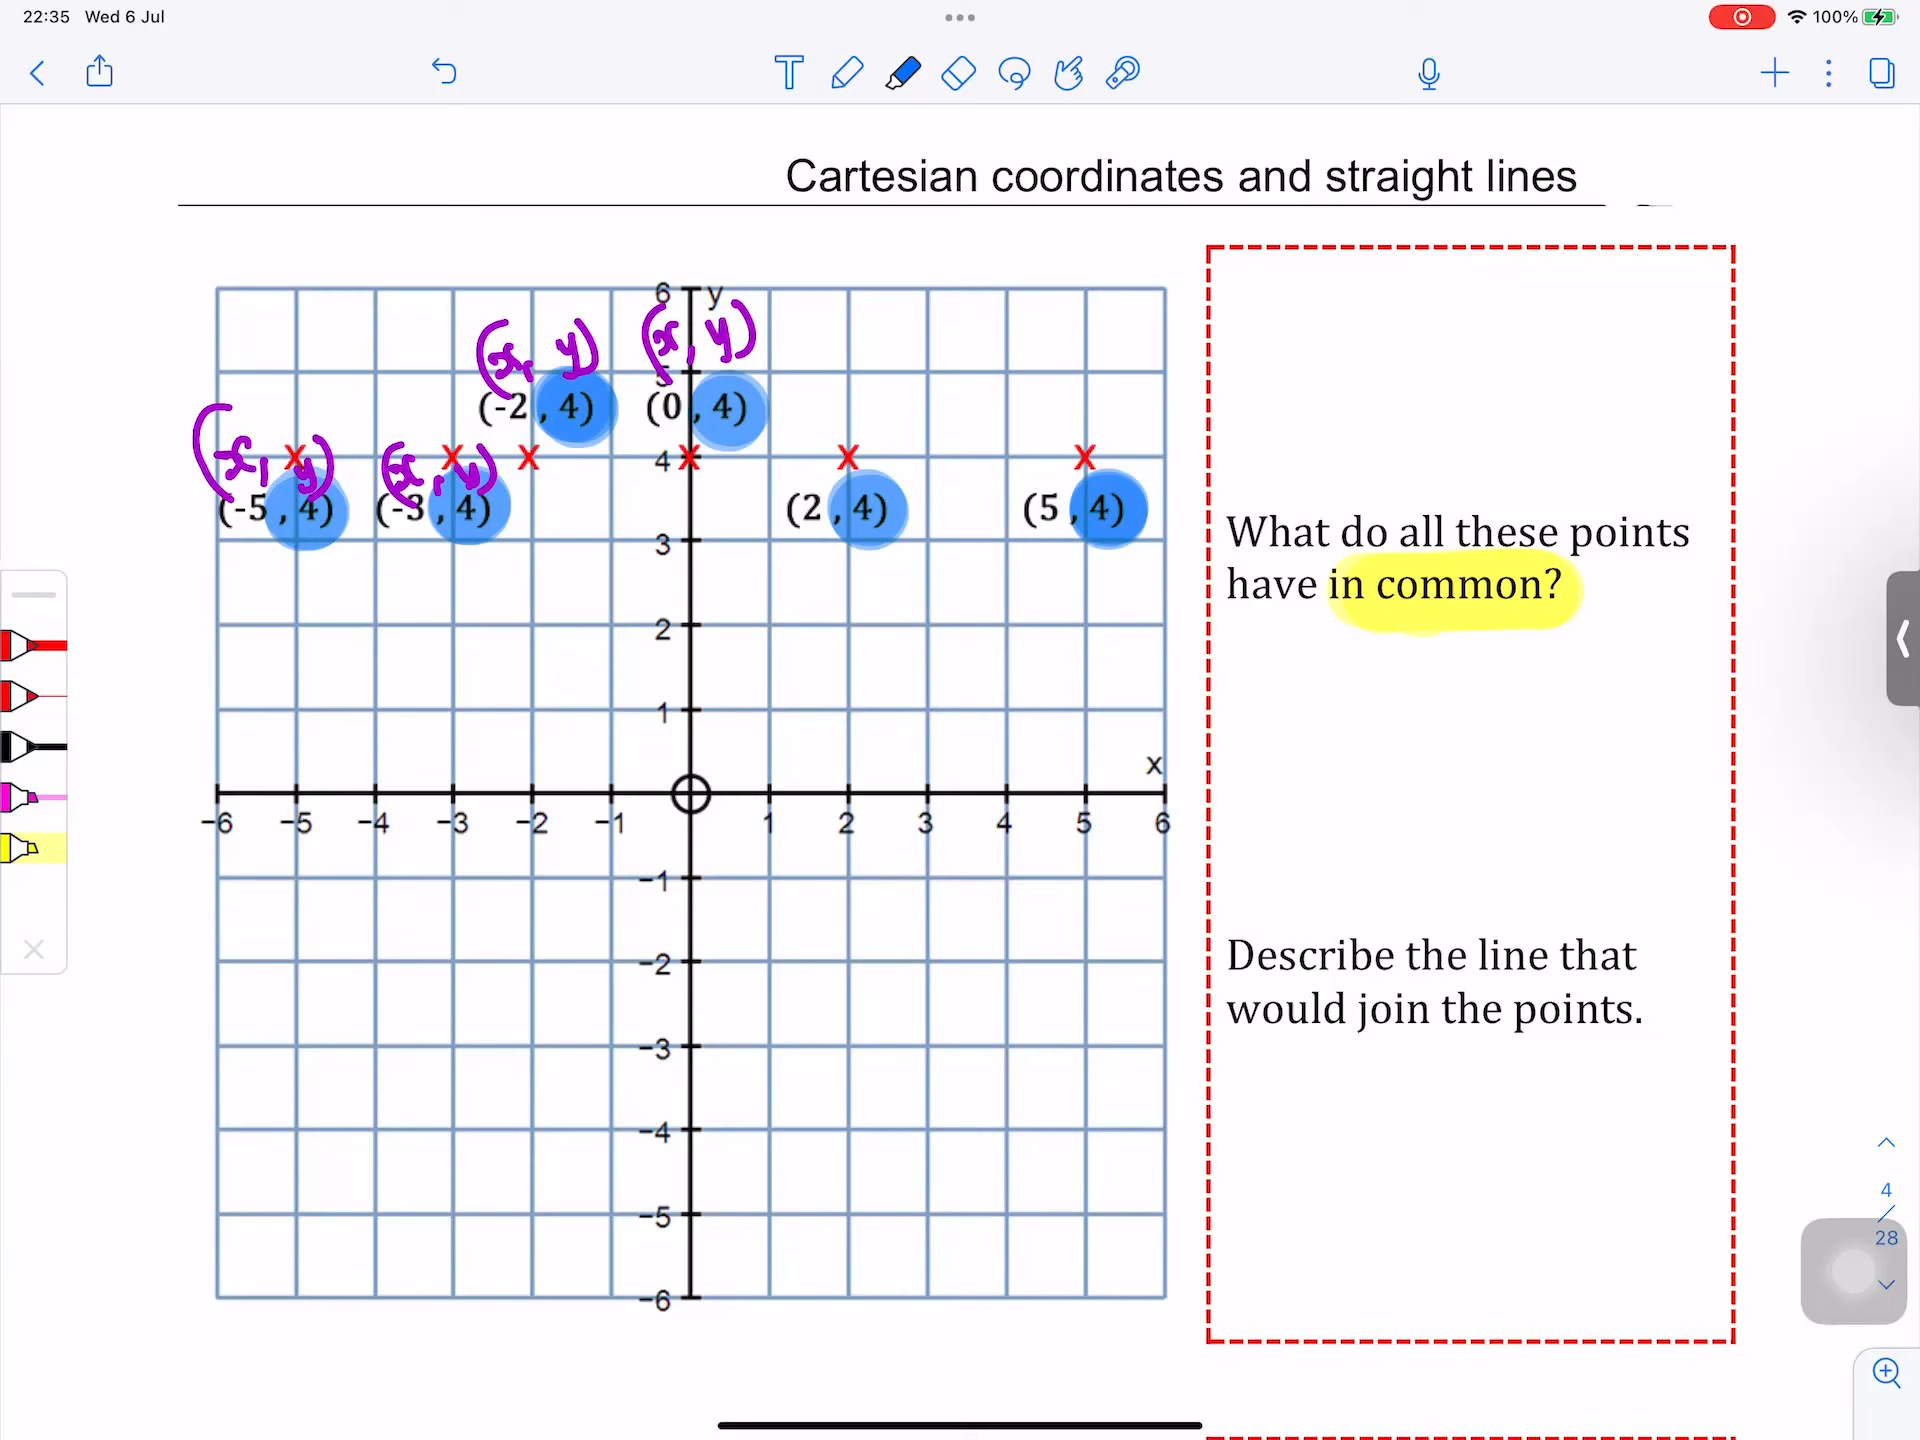 22:35 Wed 6 Jul
100%
T
Cartesian coordinates and straight lines
6 y
(x, y) (x, y)
5
(-2 , 4) (0 , 4)
(x, y) (x, y)
4
(-5 , 4) (-3 , 4) (2 , 4) (5 , 4)
3
2
1
x
-6 -5 -4 -3 -2 -1 1 2 3 4 5 6
-1
-2
-3
-4
-5
-6
What do all these points
have in common?
Describe the line that
would join the points.
4
/
28